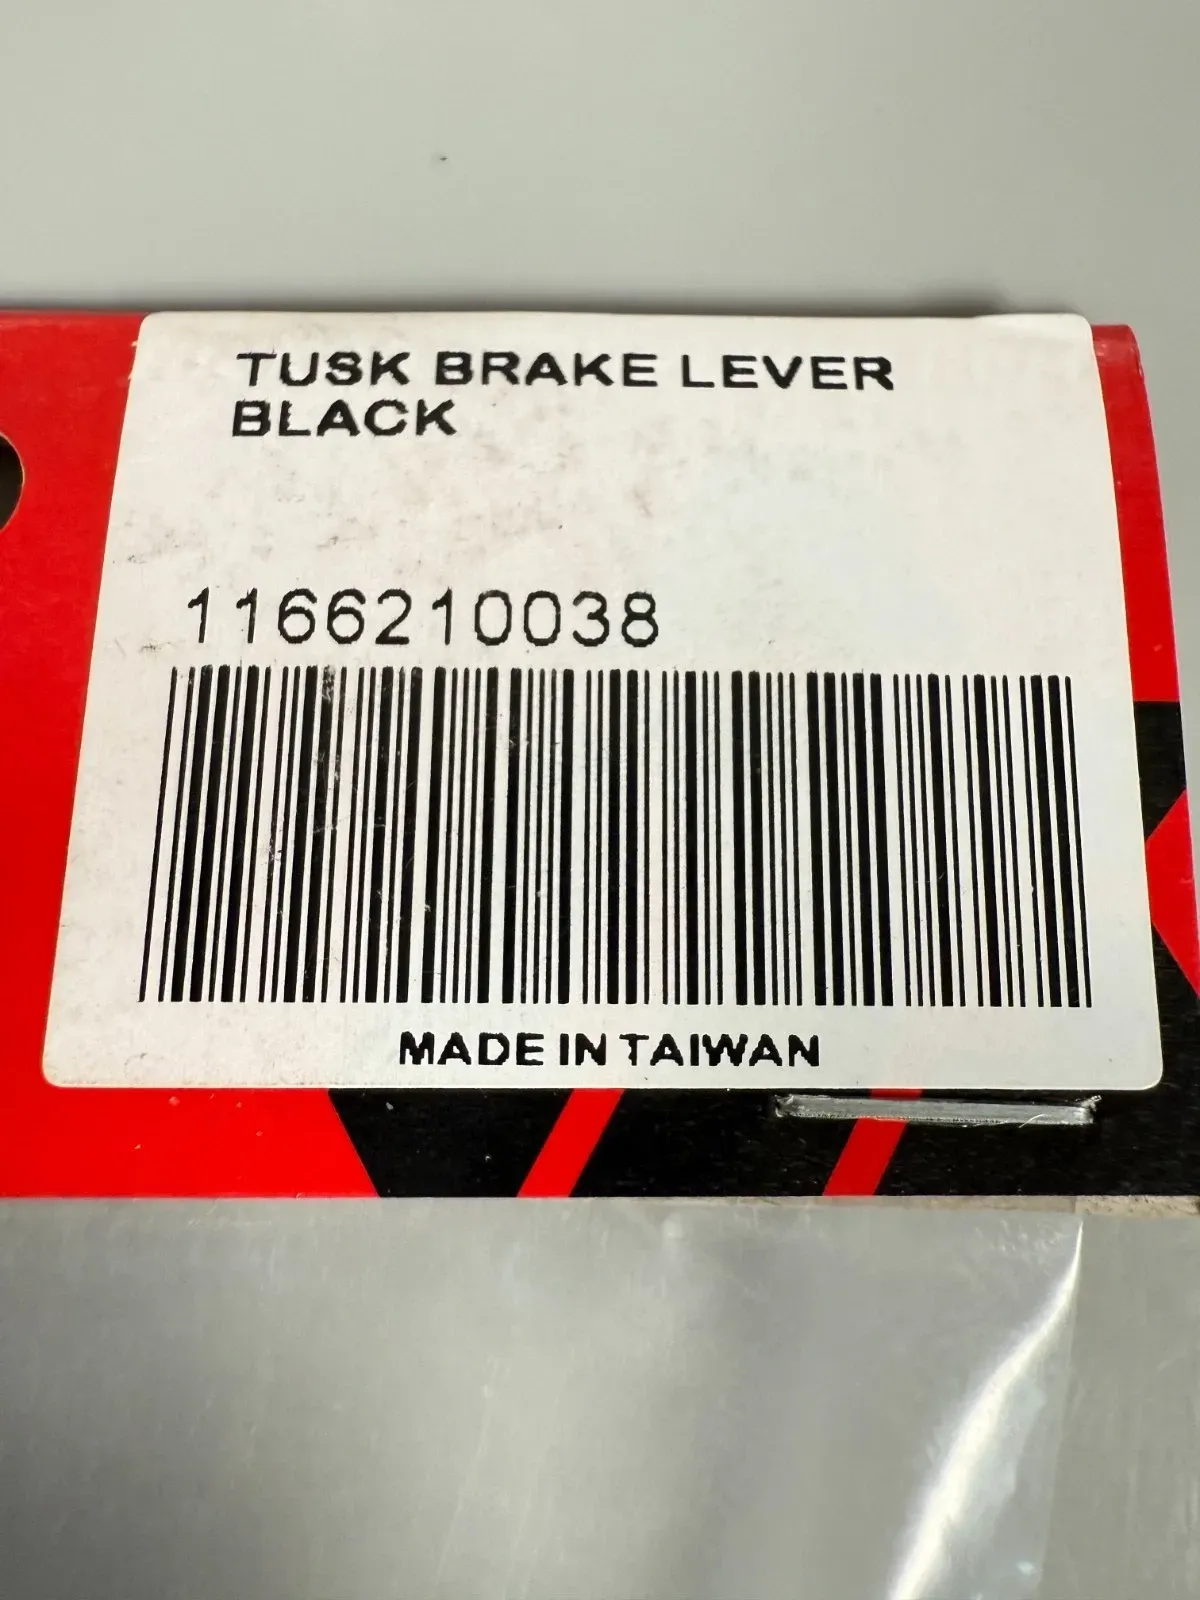 TUSK BRAKE LEVER
BLACK
1166210038
MADE IN TAIWAN